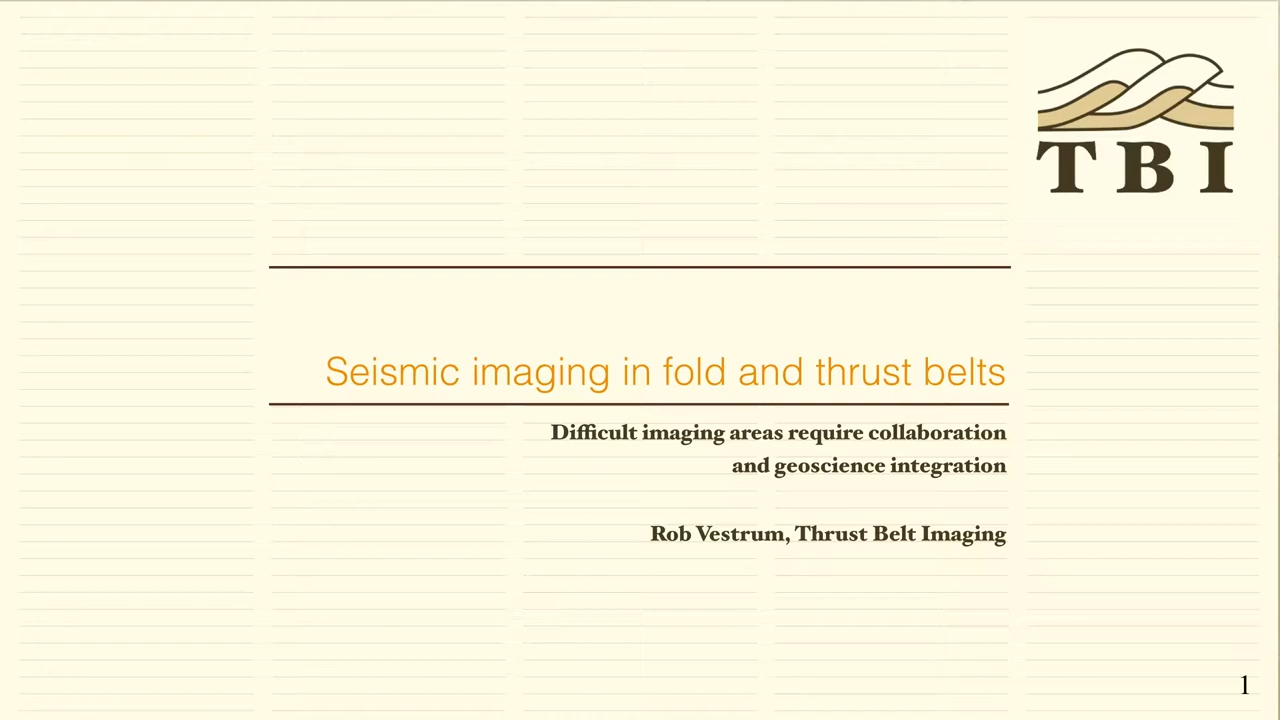 TBI
Seismic imaging in fold and thrust belts
Difficult imaging areas require collaboration
and geoscience integration
Rob Vestrum, Thrust Belt Imaging
1